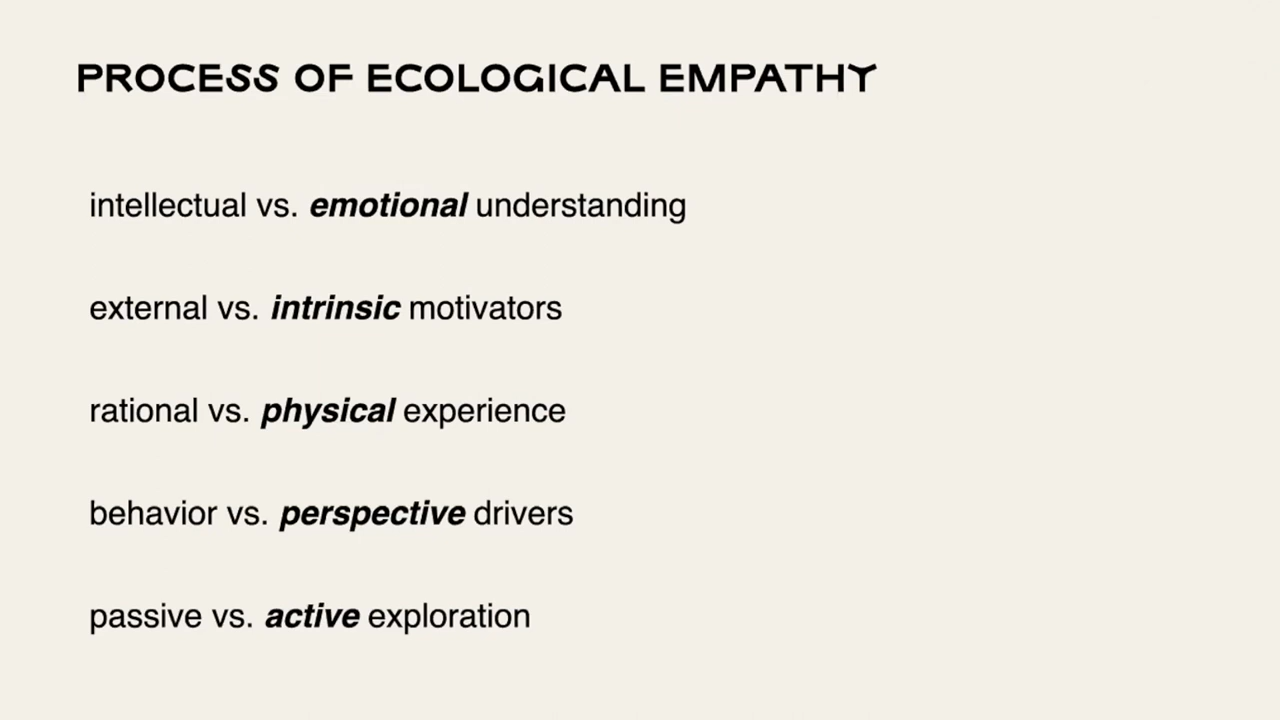 PROCESS OF ECOLOGICAL EMPATHY
intellectual vs. emotional understanding
external vs. intrinsic motivators
rational vs. physical experience
behavior vs. perspective drivers
passive vs. active exploration